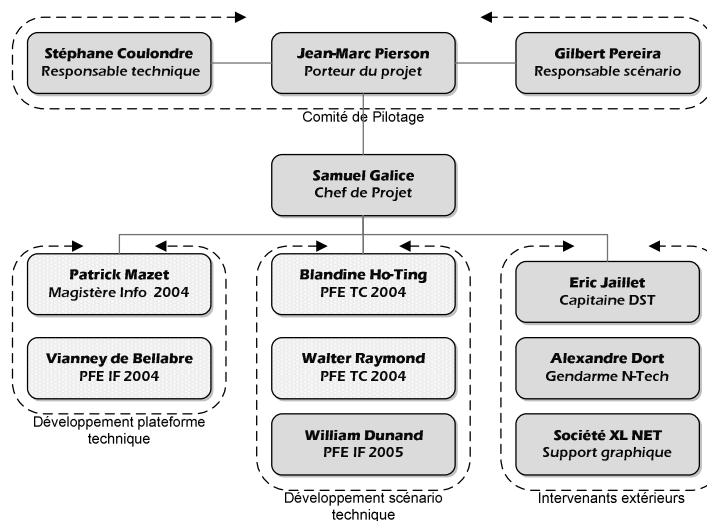 Stéphane Coulondre
Responsable technique
Jean-Marc Pierson
Porteur du projet
Gilbert Pereira
Responsable scénario
Comité de Pilotage
Samuel Galice
Chef de Projet
Patrick Mazet
Magistère Info 2004
Vianney de Bellabre
PFE IF 2004
Développement plateforme
technique
Blandine Ho-Ting
PFE TC 2004
Walter Raymond
PFE TC 2004
William Dunand
PFE IF 2005
Développement scénario
technique
Eric Jaillet
Capitaine DST
Alexandre Dort
Gendarme N-Tech
Société XL NET
Support graphique
Intervenants extérieurs